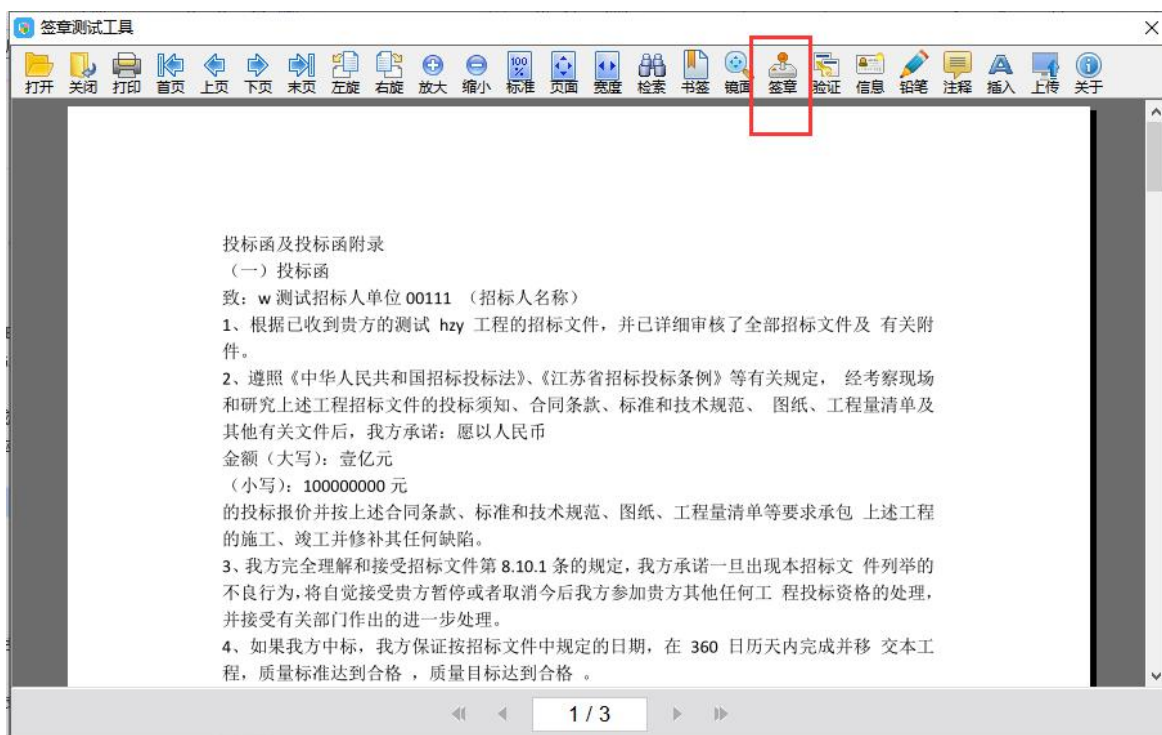 签章测试工具
打开 关闭 打印 首页 上页 下页 末页 左旋 右旋 放大 缩小 标准 页面 宽度 检索 书签 镜面 签章 验证 信息 铅笔 注释 插入 上传 关于
投标函及投标函附录
（一）投标函
致：w 测试招标人单位 00111 （招标人名称）
1、根据已收到贵方的测试 hzy 工程的招标文件，并已详细审核了全部招标文件及 有关附
件。
2、遵照《中华人民共和国招标投标法》、《江苏省招标投标条例》等有关规定， 经考察现场
和研究上述工程招标文件的投标须知、合同条款、标准和技术规范、 图纸、工程量清单及
其他有关文件后，我方承诺：愿以人民币
金额（大写）：壹亿元
（小写）：100000000 元
的投标报价并按上述合同条款、标准和技术规范、图纸、工程量清单等要求承包 上述工程
的施工、竣工并修补其任何缺陷。
3、我方完全理解和接受招标文件第 8.10.1 条的规定，我方承诺一旦出现本招标文 件列举的
不良行为，将自觉接受贵方暂停或者取消今后我方参加贵方其他任何工 程投标资格的处理，
并接受有关部门作出的进一步处理。
4、如果我方中标，我方保证按招标文件中规定的日期，在 360 日历天内完成并移 交本工
程，质量标准达到合格 ，质量目标达到合格 。
1 / 3